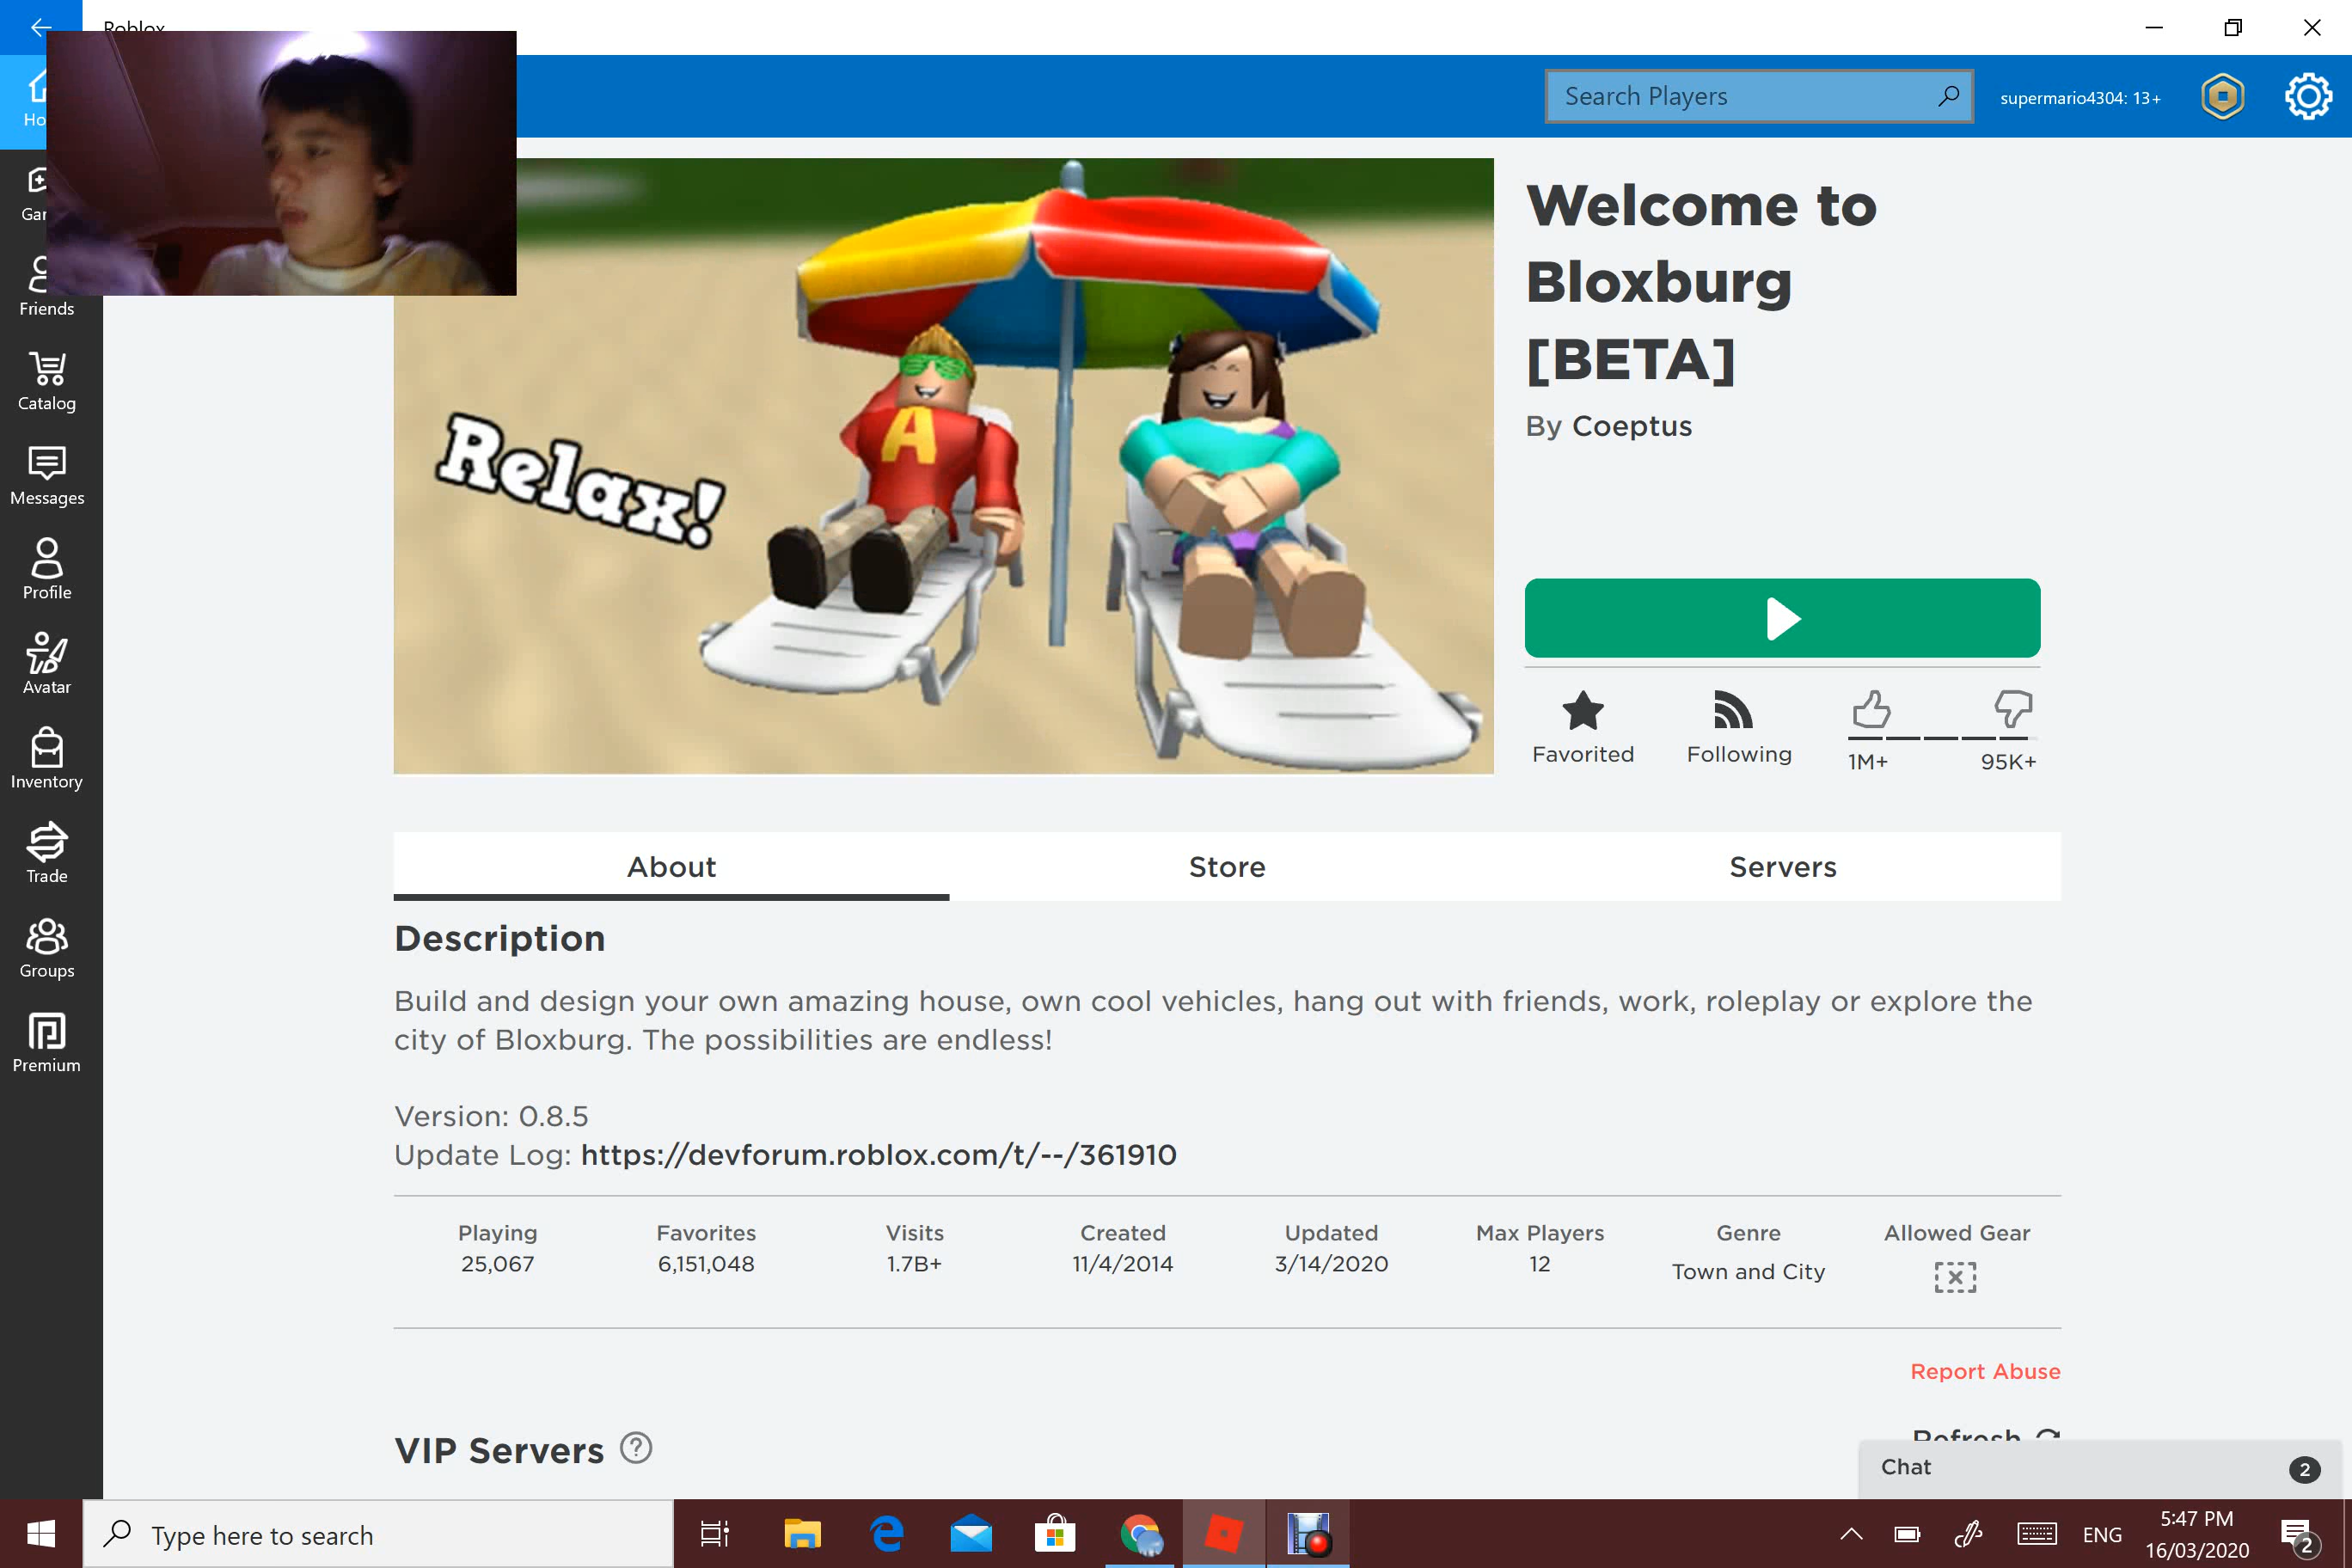 Roblox
Search Players
supermario4304: 13+
Friends
Catalog
Messages
Profile
Avatar
Inventory
Trade
Groups
Premium
Relax!
A
Welcome to
Bloxburg
[BETA]
By Coeptus
Favorited
Following
1M+
95K+
About
Store
Servers
Description
Build and design your own amazing house, own cool vehicles, hang out with friends, work, roleplay or explore the
city of Bloxburg. The possibilities are endless!
Version: 0.8.5
Update Log: https://devforum.roblox.com/t/--/361910
Playing
Favorites
Visits
Created
Updated
Max Players
Genre
Allowed Gear
25,067
6,151,048
1.7B+
11/4/2014
3/14/2020
12
Town and City
Report Abuse
VIP Servers
Refresh
Chat
2
Type here to search
ENG
5:47 PM
16/03/2020
2